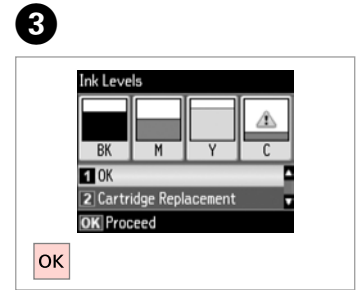 3
Ink Levels
BK M Y C
1 OK
2 Cartridge Replacement
OK Proceed
OK